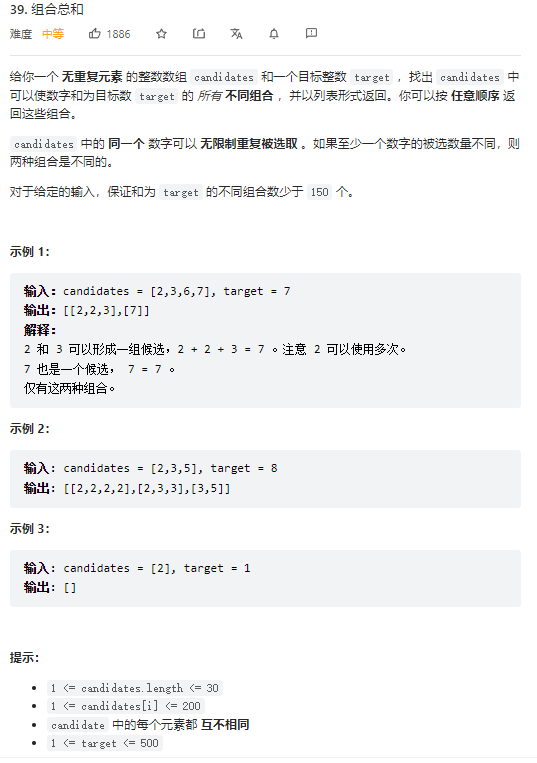 39. 组合总和
难度 中等 1886
给你一个 无重复元素 的整数数组 candidates 和一个目标整数 target ，找出 candidates 中
可以使数字和为目标数 target 的 所有 不同组合 ，并以列表形式返回。你可以按 任意顺序 返
回这些组合。
candidates 中的 同一个 数字可以 无限制重复被选取 。如果至少一个数字的被选数量不同，则
两种组合是不同的。
对于给定的输入，保证和为 target 的不同组合数少于 150 个。
示例 1：
输入：candidates = [2,3,6,7], target = 7
输出：[[2,2,3],[7]]
解释：
2 和 3 可以形成一组候选，2 + 2 + 3 = 7 。注意 2 可以使用多次。
7 也是一个候选， 7 = 7 。
仅有这两种组合。
示例 2：
输入：candidates = [2,3,5], target = 8
输出：[[2,2,2,2],[2,3,3],[3,5]]
示例 3：
输入：candidates = [2], target = 1
输出：[]
提示：
• 1 <= candidates.length <= 30
• 1 <= candidates[i] <= 200
• candidate 中的每个元素都 互不相同
• 1 <= target <= 500